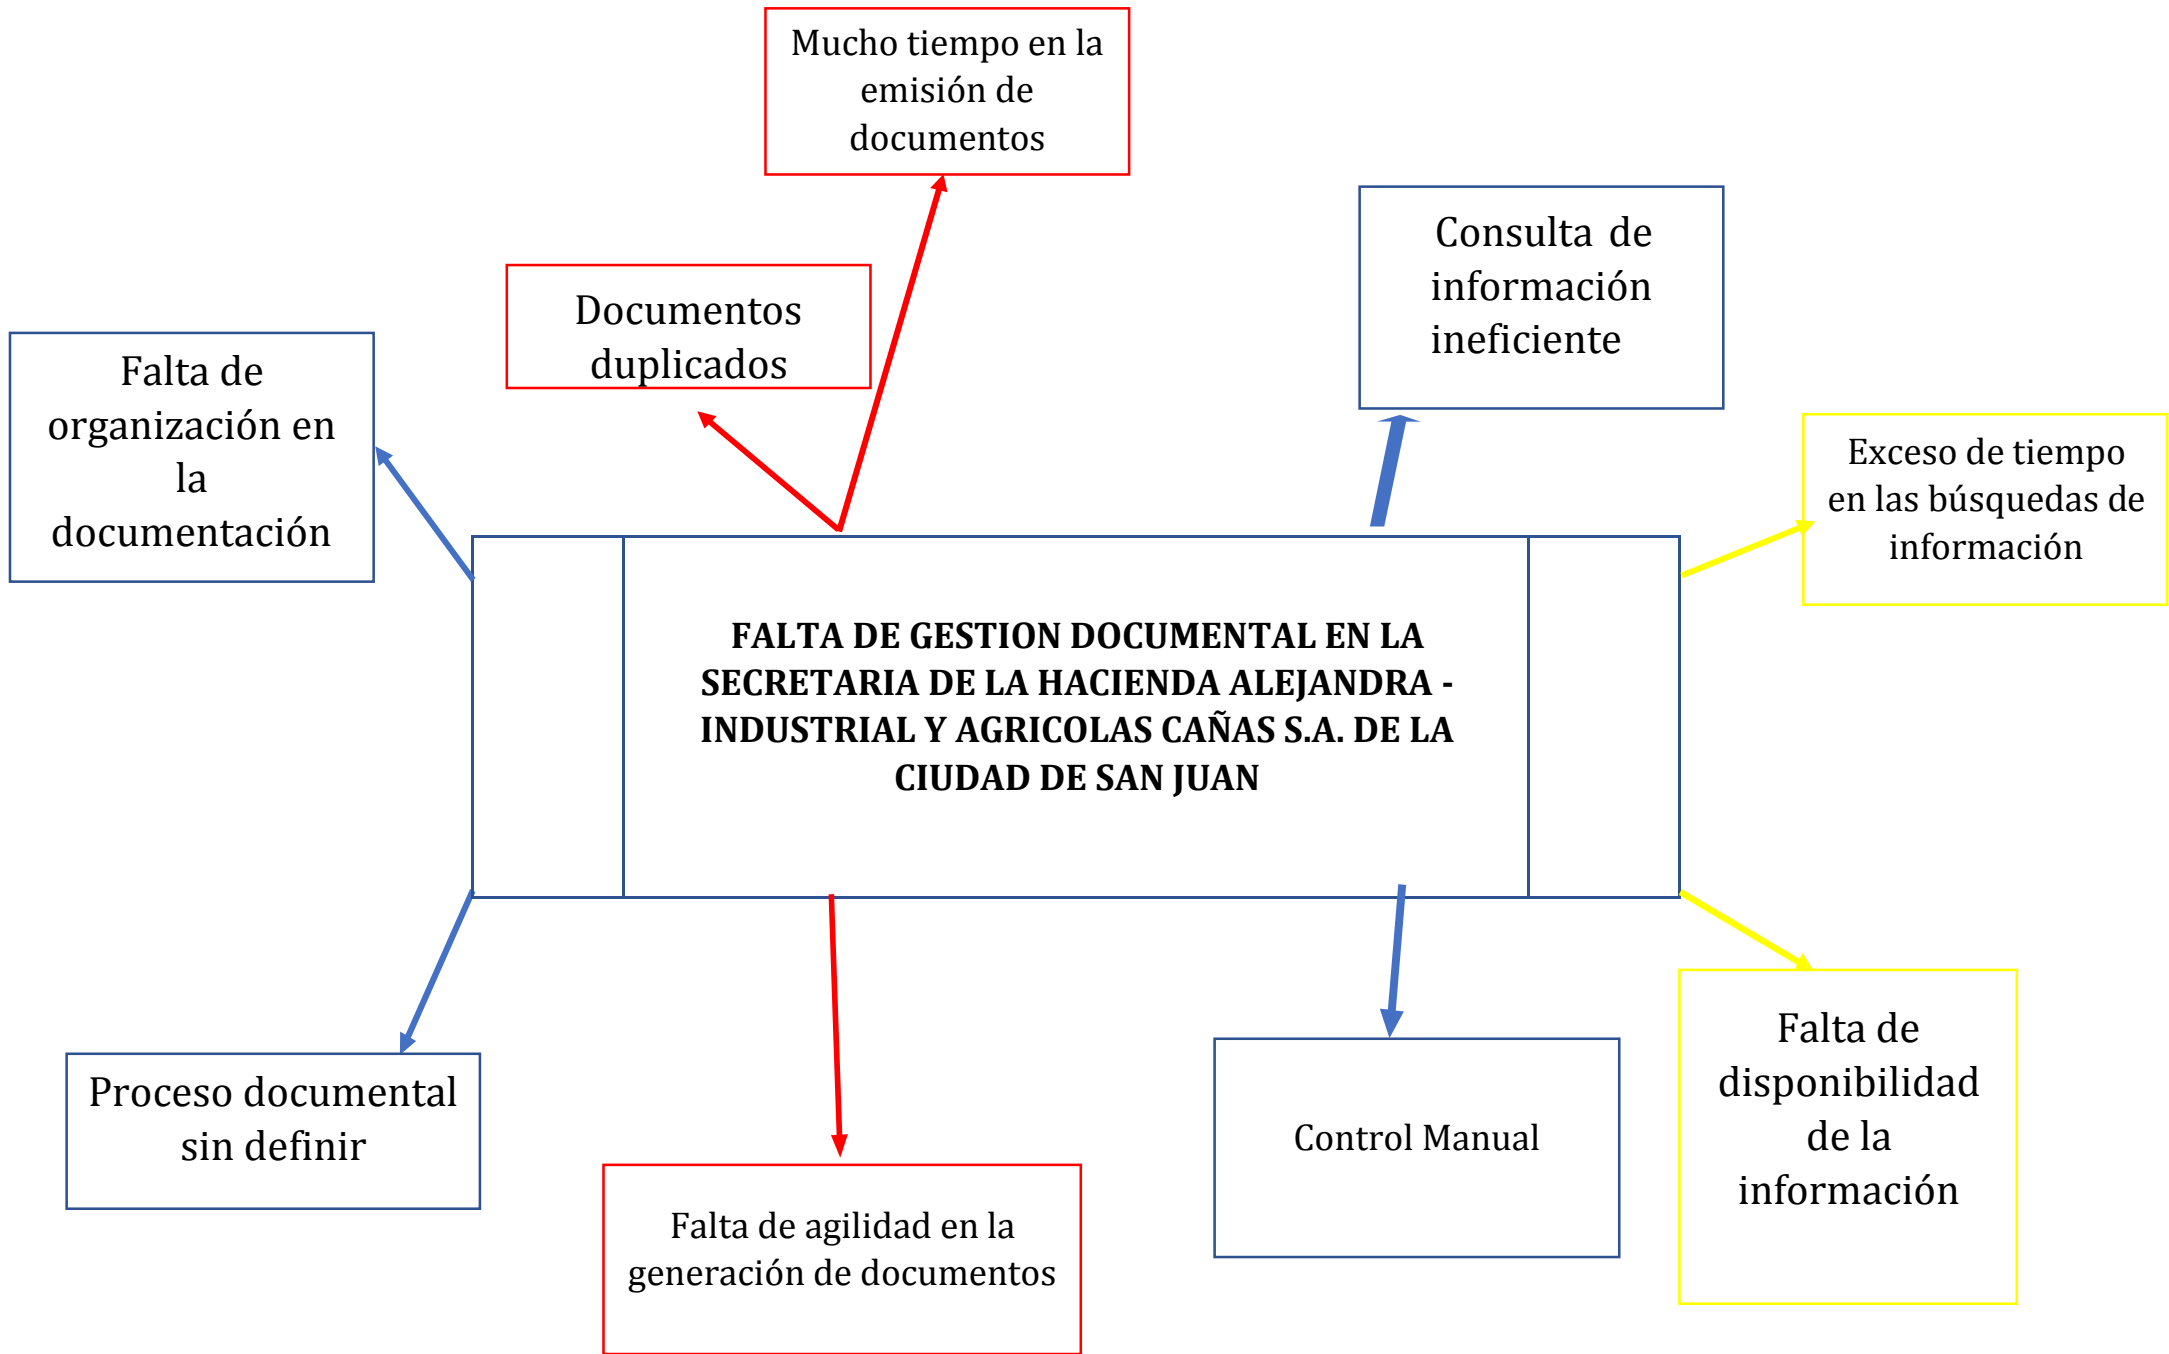 Mucho tiempo en la
emisión de
documentos
Consulta de
información
ineficiente
Documentos
duplicados
Falta de
organización en
la
documentación
Exceso de tiempo
en las búsquedas de
información
FALTA DE GESTION DOCUMENTAL EN LA
SECRETARIA DE LA HACIENDA ALEJANDRA -
INDUSTRIAL Y AGRICOLAS CAÑAS S.A. DE LA
CIUDAD DE SAN JUAN
Proceso documental
sin definir
Falta de agilidad en la
generación de documentos
Control Manual
Falta de
disponibilidad
de la
información